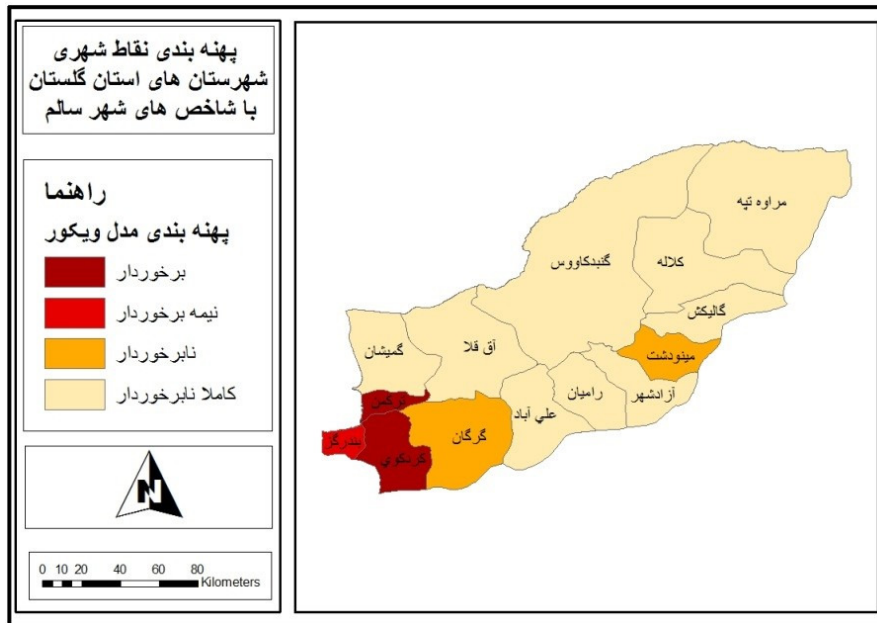 پهنه بندی نقاط شهری
شهرستان های استان گلستان
با شاخص های شهر سالم
راهنما
پهنه بندی مدل ویکور
برخوردار
نیمه برخوردار
نابرخوردار
کاملا نابرخوردار
N
0 10 20 40 60 80
Kilometers
مراوه تپه
کلاله
گنبدکاووس
گالیکش
مینودشت
آزادشهر
رامیان
علي آباد
آق قلا
گمیشان
ترکمن
بندرگز
کردکوي
گرگان